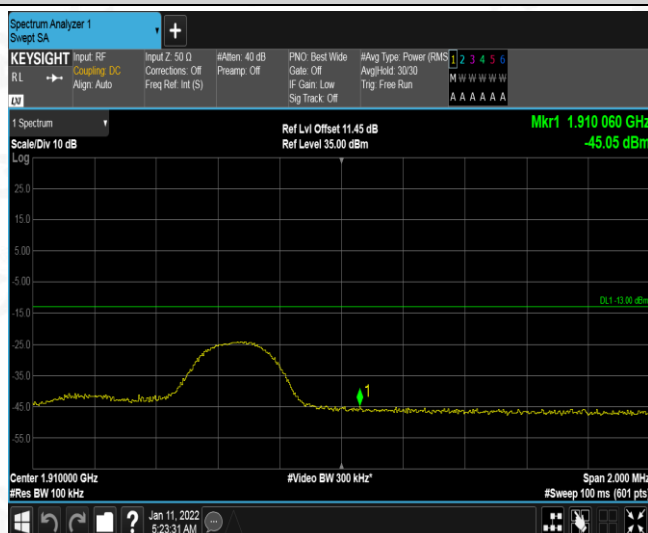 Spectrum Analyzer 1
Swept SA
+
KEYSIGHT
RL
Input: RF
Coupling: DC
Align: Auto
Input Z: 50 Ω
Corrections: Off
Freq Ref: Int (S)
#Atten: 40 dB
Preamp: Off
PNO: Best Wide
Gate: Off
IF Gain: Low
Sig Track: Off
#Avg Type: Power (RMS
Avg|Hold: 30/30
Trig: Free Run
1 2 3 4 5 6
M W W W W W
A A A A A A
LXI
1 Spectrum
Scale/Div 10 dB
Ref Lvl Offset 11.45 dB
Ref Level 35.00 dBm
Mkr1 1.910 060 GHz
-45.05 dBm
Log
25.0
15.0
5.00
-5.00
DL1 -13.00 dBm
-15.0
-25.0
-35.0
1
-45.0
-55.0
Center 1.910000 GHz
#Res BW 100 kHz
#Video BW 300 kHz*
Span 2.000 MHz
#Sweep 100 ms (601 pts)
?
Jan 11, 2022
5:23:31 AM